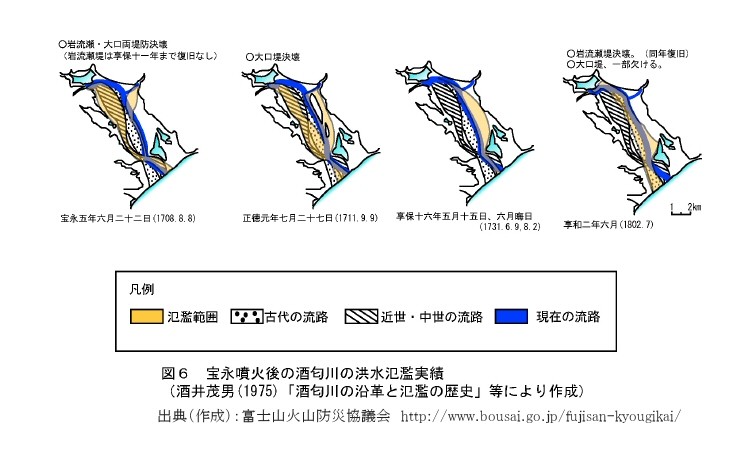 〇岩流瀬・大口両堤防決壊
（岩流瀬堤は享保十一年まで復旧なし）
宝永五年六月二十二日(1708.8.8)
〇大口堤決壊
正徳元年七月二十七日(1711.9.9)
享保十六年五月十五日、六月晦日
(1731.6.9,8.2)
〇岩流瀬堤決壊。（同年復旧）
〇大口堤、一部欠ける。
享和二年六月(1802.7)
1 2km
凡例
氾濫範囲
古代の流路
近世・中世の流路
現在の流路
図６　宝永噴火後の酒匂川の洪水氾濫実績
（酒井茂男(1975)「酒匂川の沿革と氾濫の歴史」等により作成）
出典(作成)：富士山火山防災協議会 http://www.bousai.go.jp/fujisan-kyougikai/